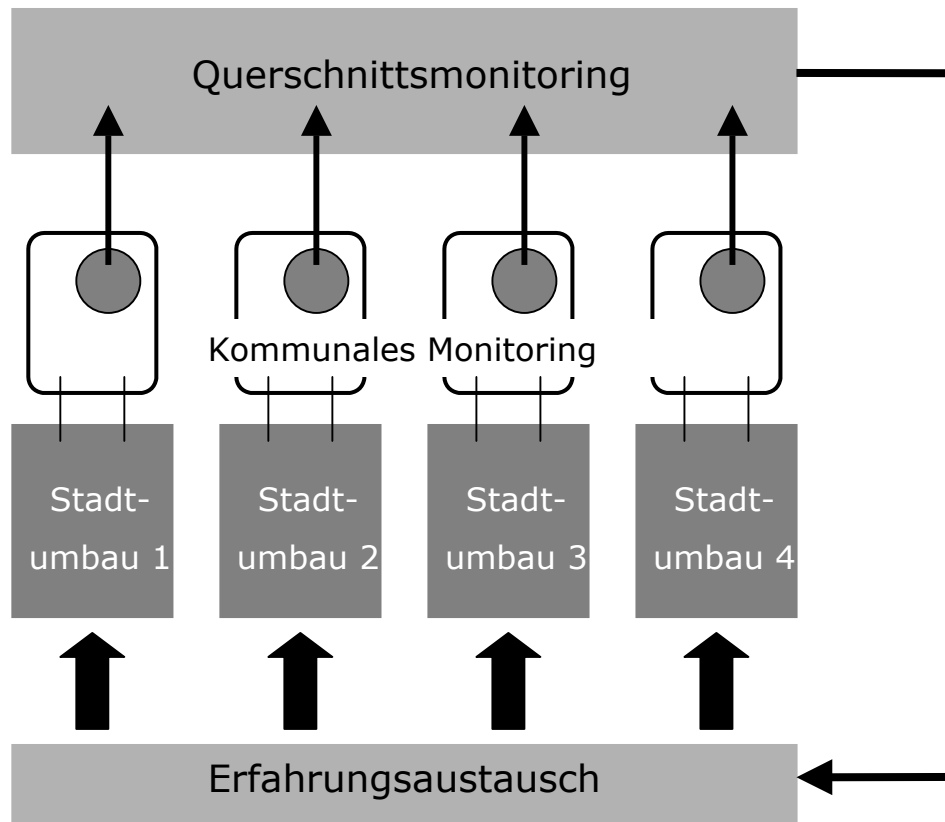 Querschnittsmonitoring
Kommunales Monitoring
Stadt-
umbau 1
Stadt-
umbau 2
Stadt-
umbau 3
Stadt-
umbau 4
Erfahrungsaustausch